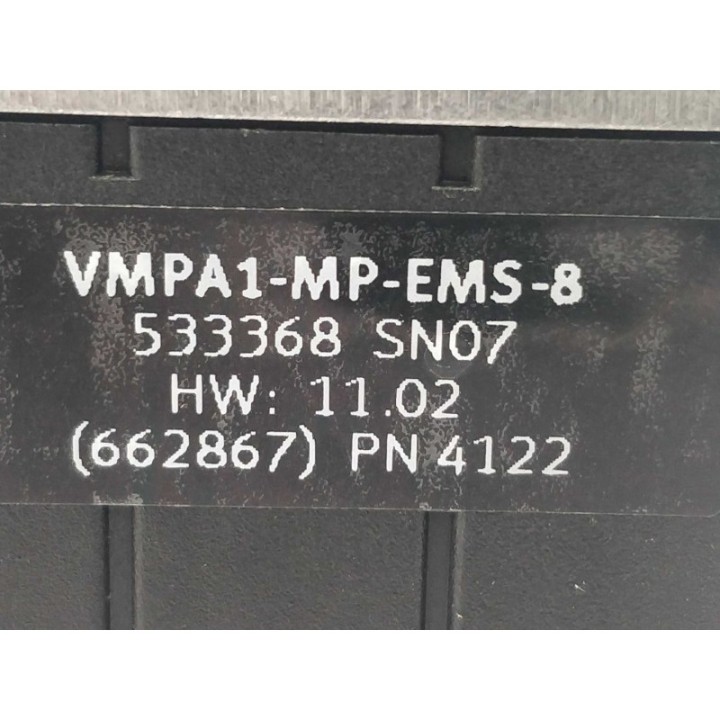 VMPA1-MP-EMS-8
533368 SN07
HW: 11.02
(662867) PN 4122